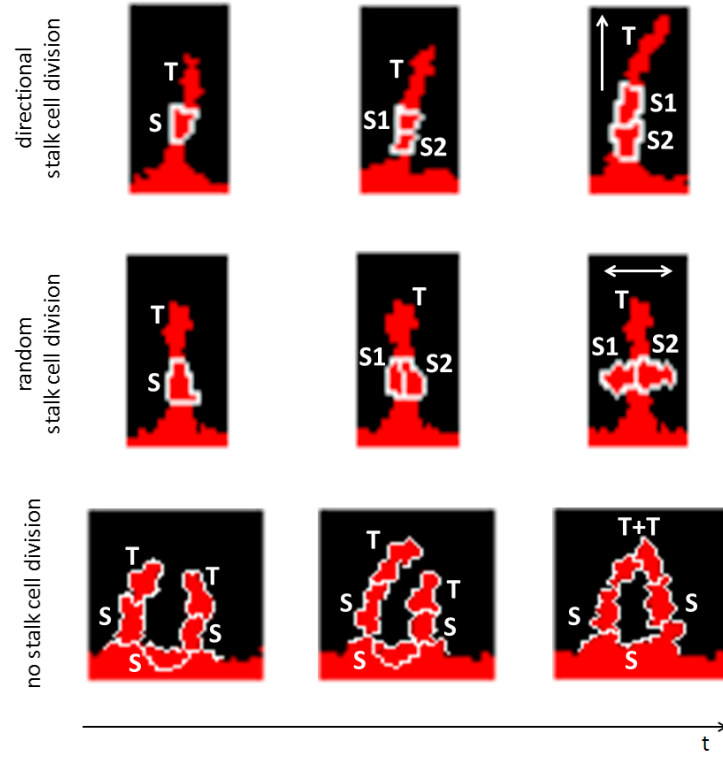 directional
stalk cell division
T
S
T
S1
S2
T
S1
S2
random
stalk cell division
T
S
T
S1
S2
T
S1
S2
no stalk cell division
T
T
S
S
S
T
T
S
S
S
T+T
S
S
S
t